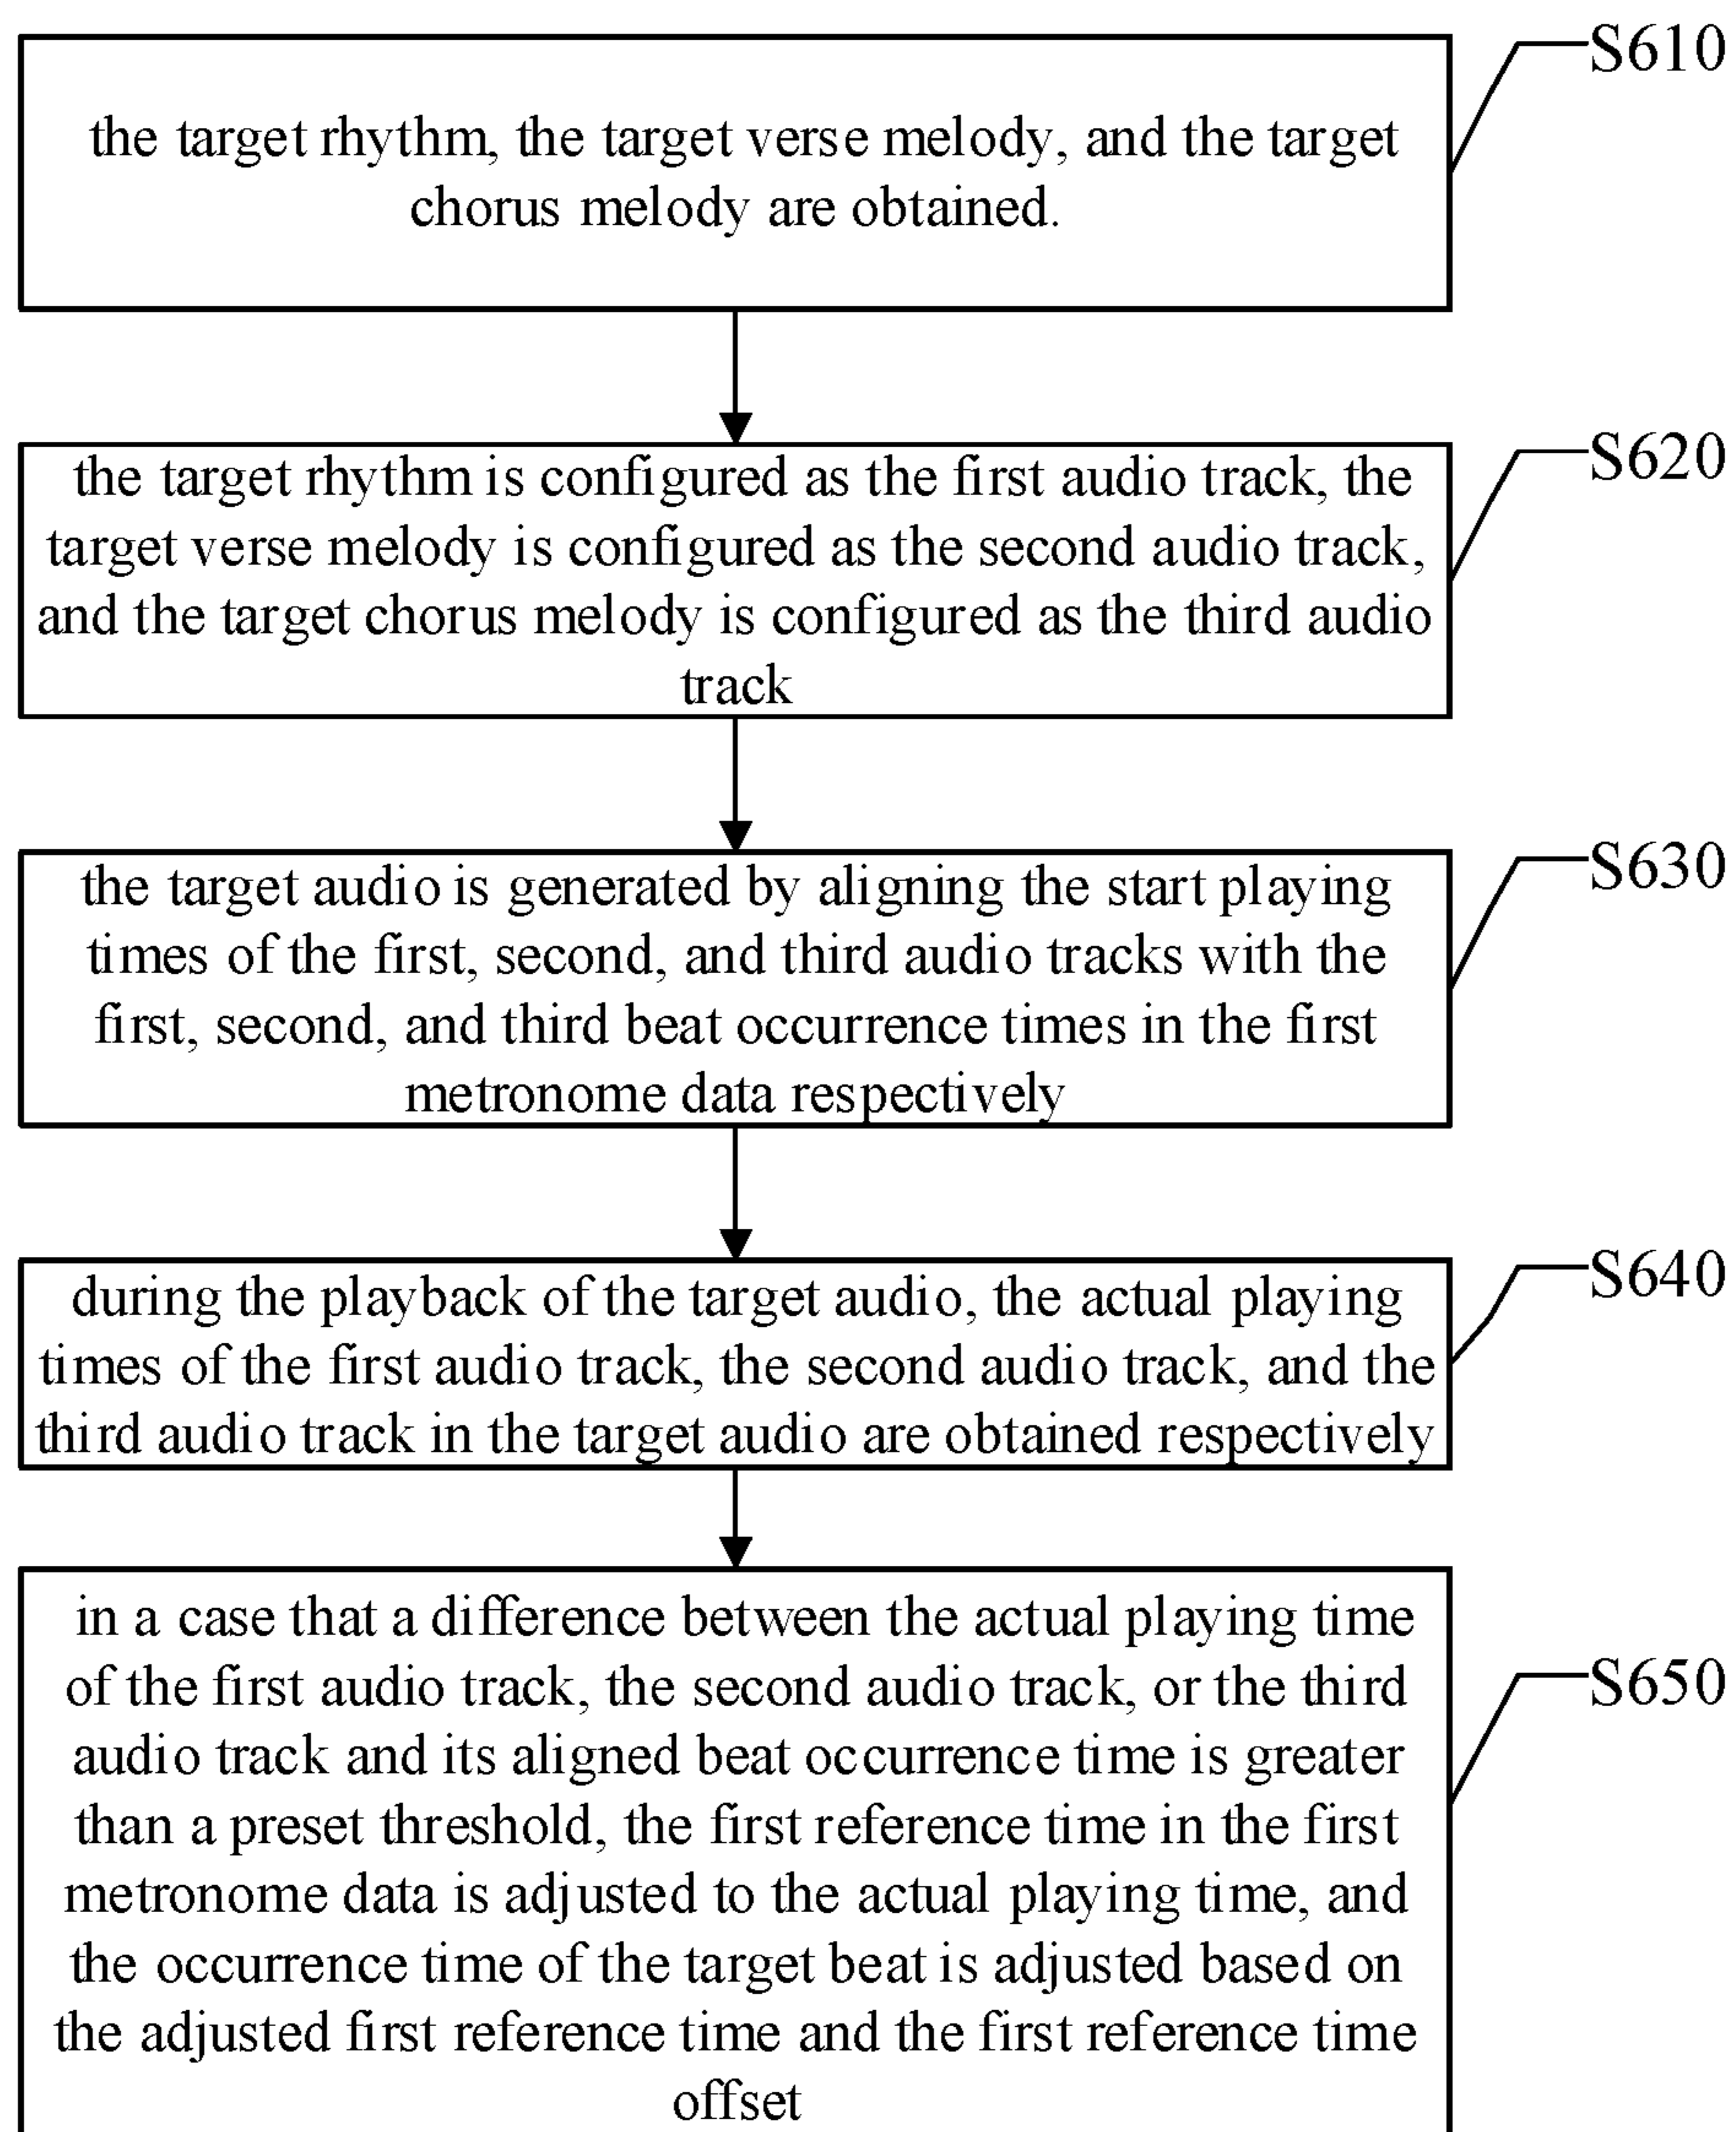 S610
the target rhythm, the target verse melody, and the target
chorus melody are obtained.
S620
the target rhythm is configured as the first audio track, the
target verse melody is configured as the second audio track,
and the target chorus melody is configured as the third audio
track
S630
the target audio is generated by aligning the start playing
times of the first, second, and third audio tracks with the
first, second, and third beat occurrence times in the first
metronome data respectively
S640
during the playback of the target audio, the actual playing
times of the first audio track, the second audio track, and the
third audio track in the target audio are obtained respectively
S650
in a case that a difference between the actual playing time
of the first audio track, the second audio track, or the third
audio track and its aligned beat occurrence time is greater
than a preset threshold, the first reference time in the first
metronome data is adjusted to the actual playing time, and
the occurrence time of the target beat is adjusted based on
the adjusted first reference time and the first reference time
offset